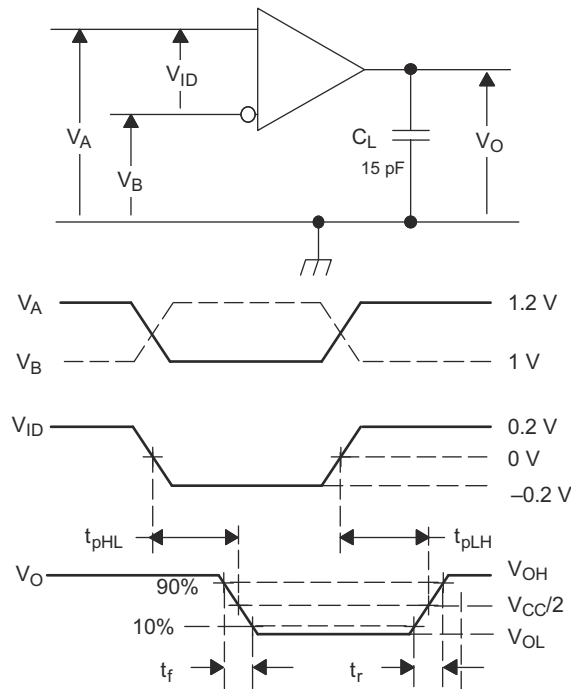 V_ID
V_A
V_B
C_L
15 pF
V_O
V_A
1.2 V
V_B
1 V
V_ID
0.2 V
0 V
–0.2 V
t_pHL
t_pLH
V_O
V_OH
90%
V_CC/2
10%
V_OL
t_f
t_r